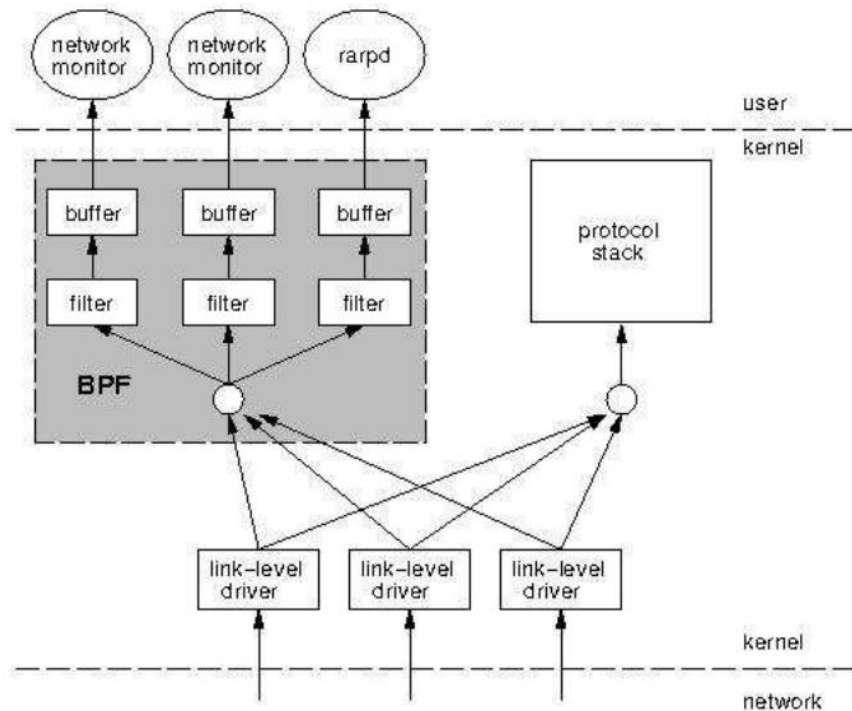 network
monitor
network
monitor
rarpd
user
kernel
buffer
buffer
buffer
protocol
stack
filter
filter
filter
BPF
link-level
driver
link-level
driver
link-level
driver
kernel
network